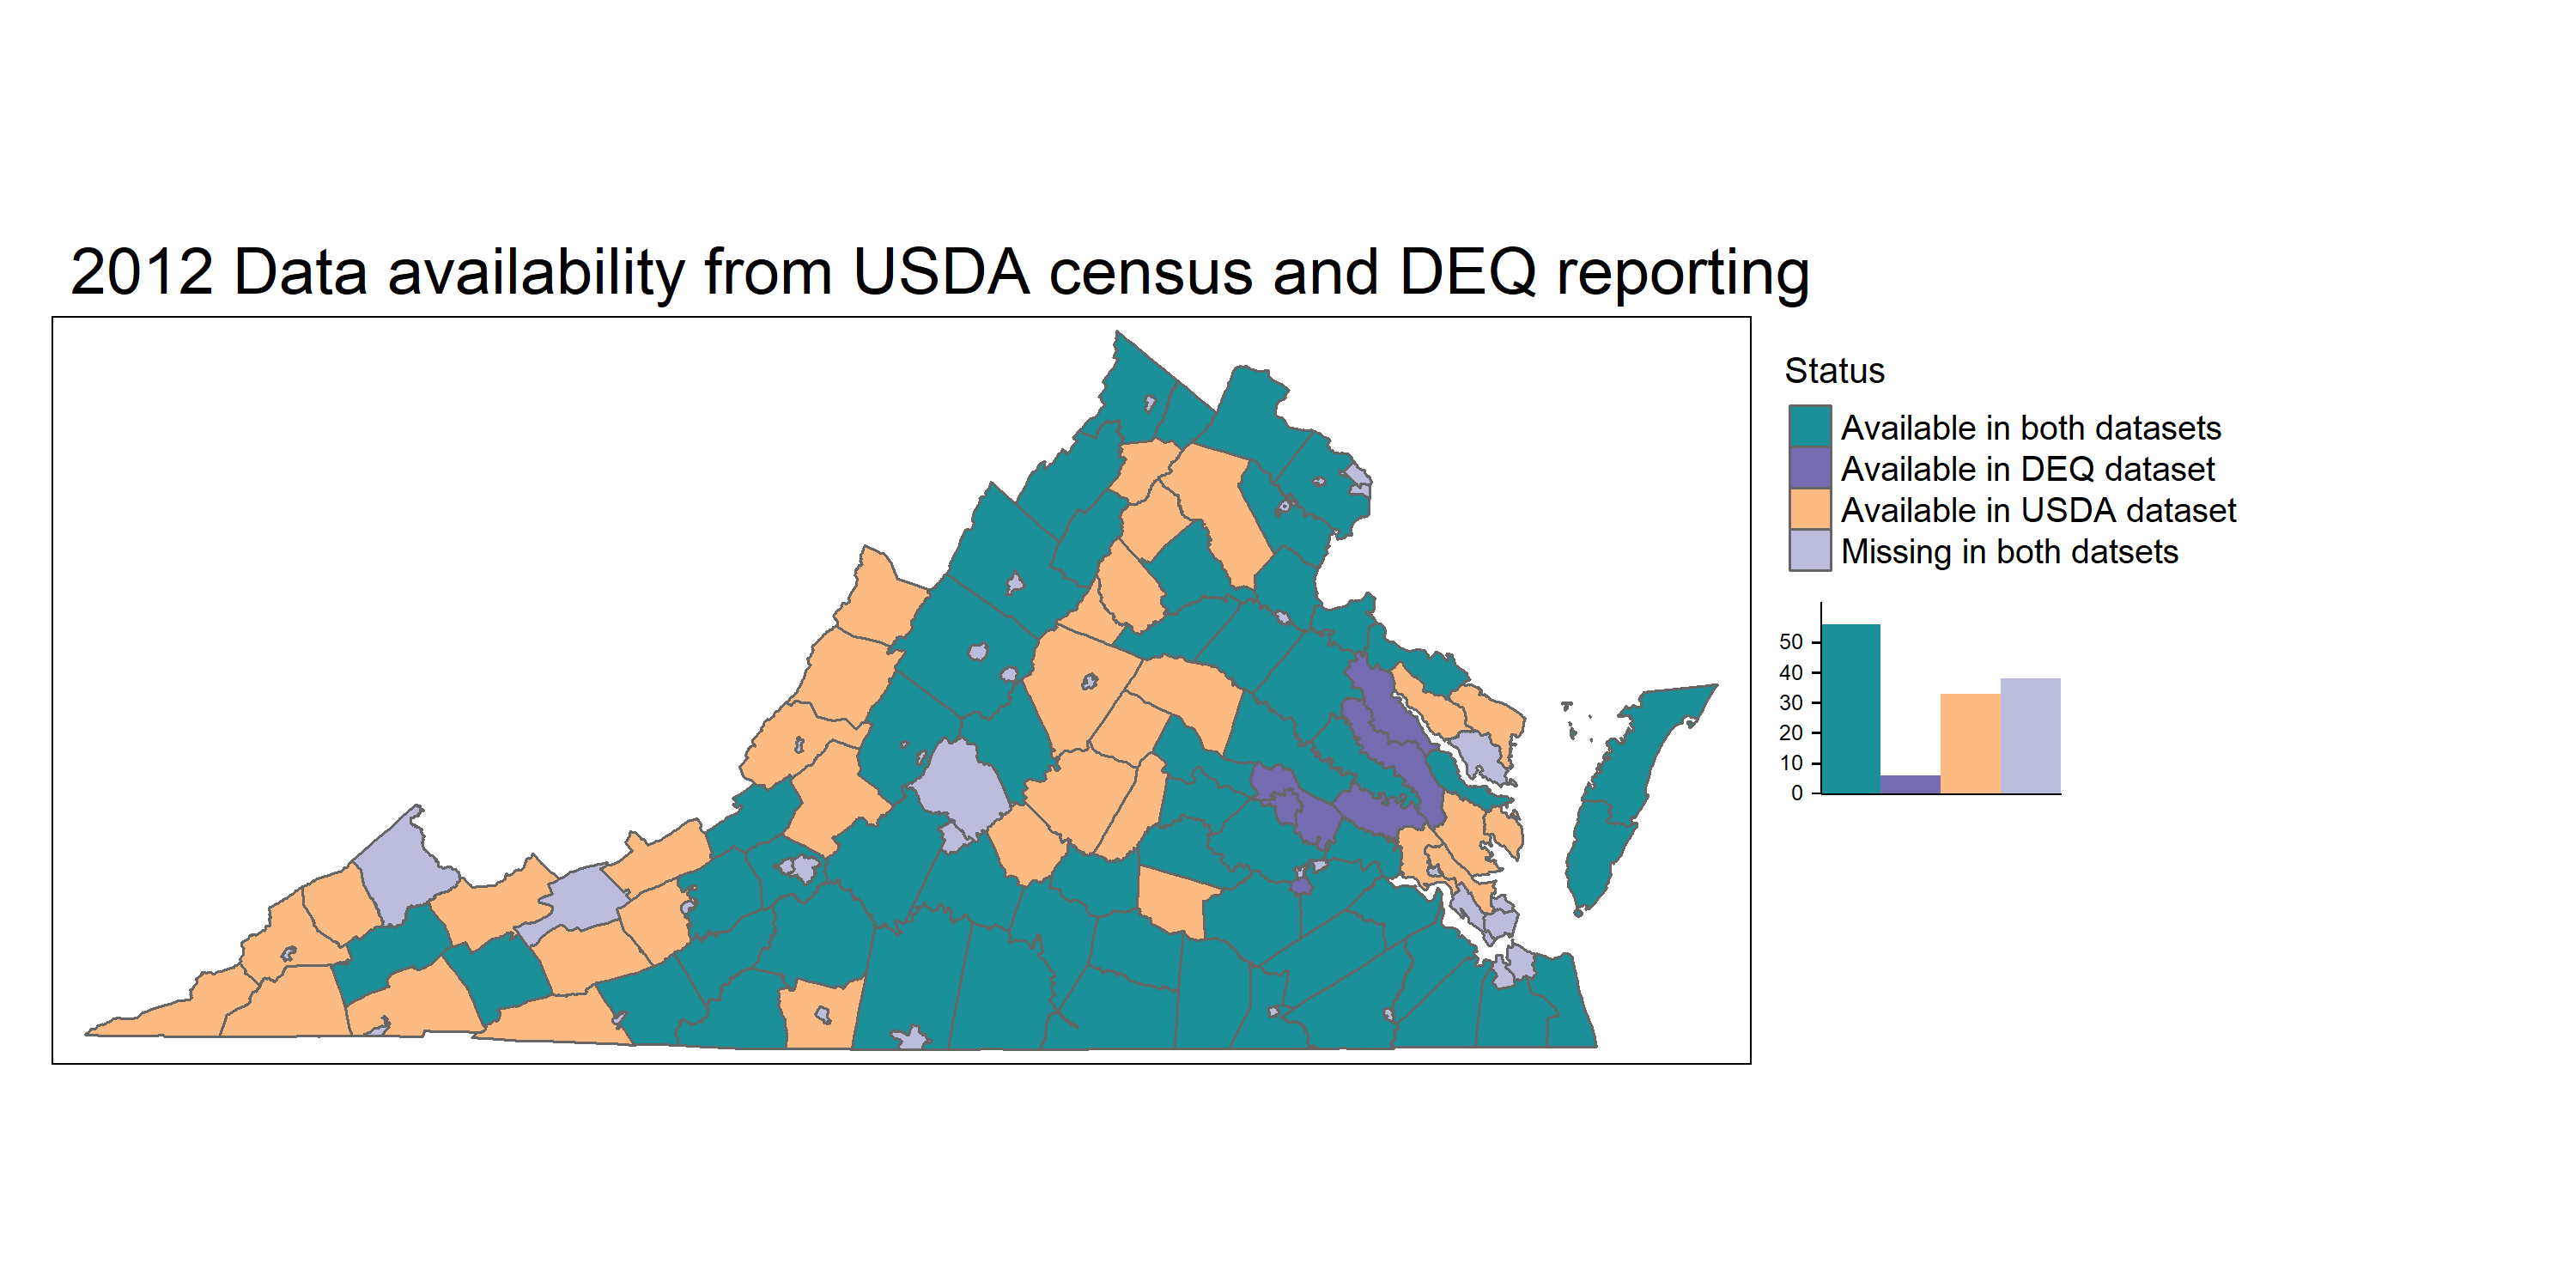 2012 Data availability from USDA census and DEQ reporting
Status
Available in both datasets
Available in DEQ dataset
Available in USDA dataset
Missing in both datsets
50
40
30
20
10
0